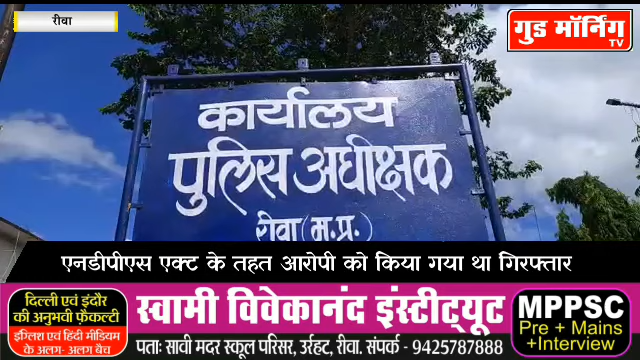 रीवा
गुड मॉर्निंग
TV
कार्यालय
पुलिस अधीक्षक
रीवा (म.प्र.)
एनडीपीएस एक्ट के तहत आरोपी को किया गया था गिरफ्तार
दिल्ली एवं इंदौर
की अनुभवी फैकल्टी
इंग्लिश एवं हिंदी मीडियम
के अलग- अलग बैच
स्वामी विवेकानंद इंस्टीट्यूट
पताः सावी मदर स्कूल परिसर, उर्रहट, रीवा. संपर्क - 9425787888
MPPSC
Pre + Mains
+Interview